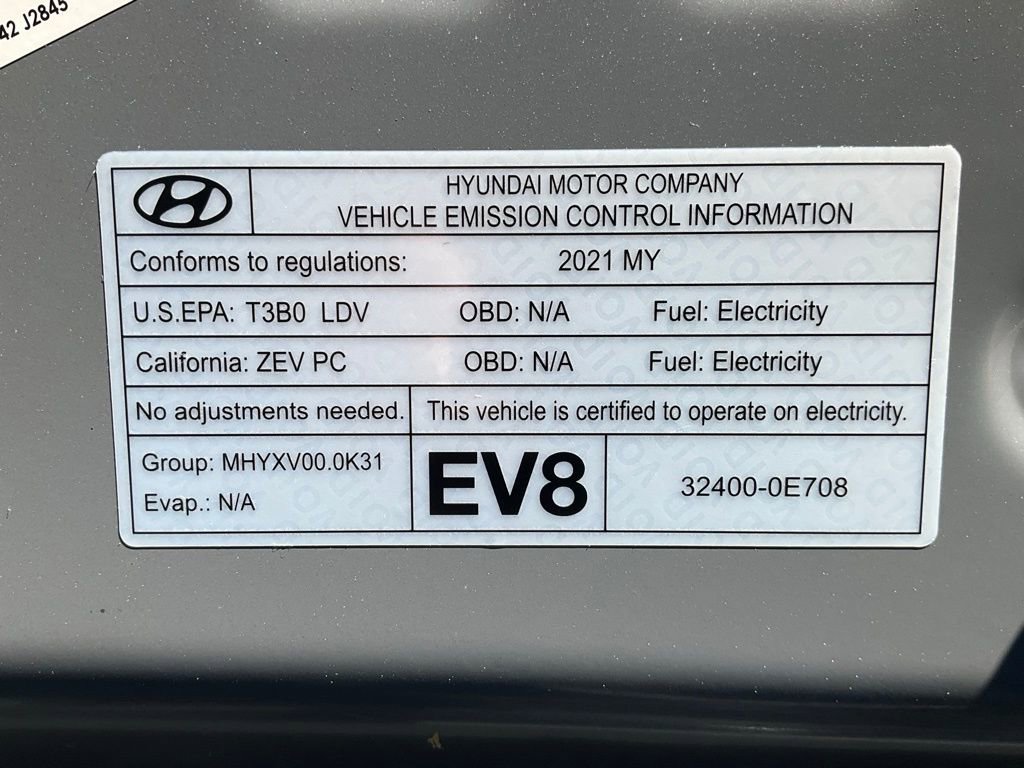 42 J2845
HYUNDAI MOTOR COMPANY
VEHICLE EMISSION CONTROL INFORMATION
Conforms to regulations: 2021 MY
U.S.EPA: T3B0 LDV OBD: N/A Fuel: Electricity
California: ZEV PC OBD: N/A Fuel: Electricity
No adjustments needed. This vehicle is certified to operate on electricity.
Group: MHYXV00.0K31
Evap.: N/A
EV8
32400-0E708